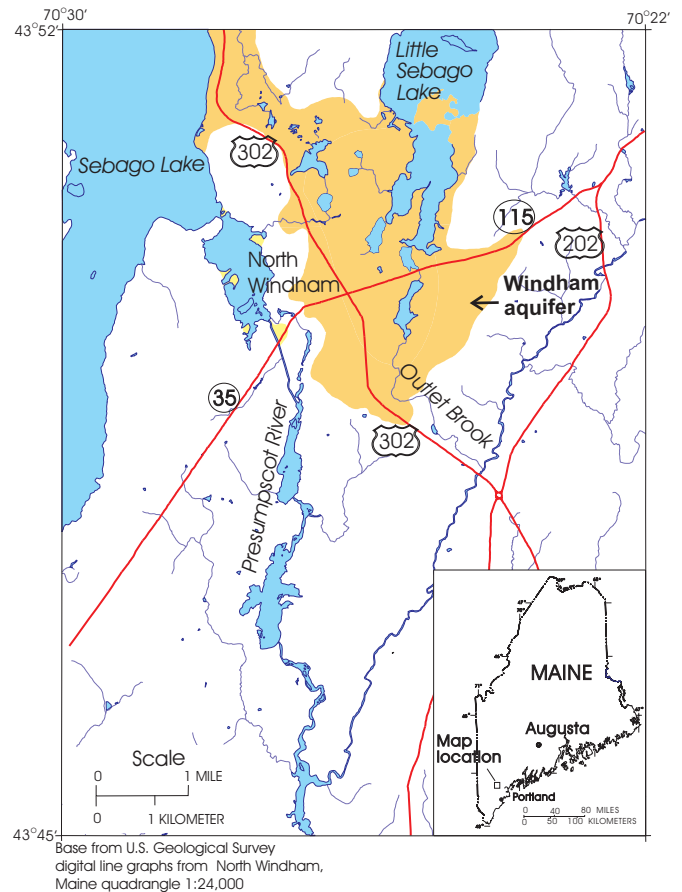 70°30'
70°22'
43°52'
Little
Sebago
Lake
302
Sebago Lake
115
202
North
Windham
Windham
aquifer
35
Outlet Brook
302
Presumpscot River
MAINE
Augusta
Map
location
Portland
0 40 80 MILES
0 50 100 KILOMETERS
Scale
0 1 MILE
0 1 KILOMETER
43°45'
Base from U.S. Geological Survey
digital line graphs from North Windham,
Maine quadrangle 1:24,000